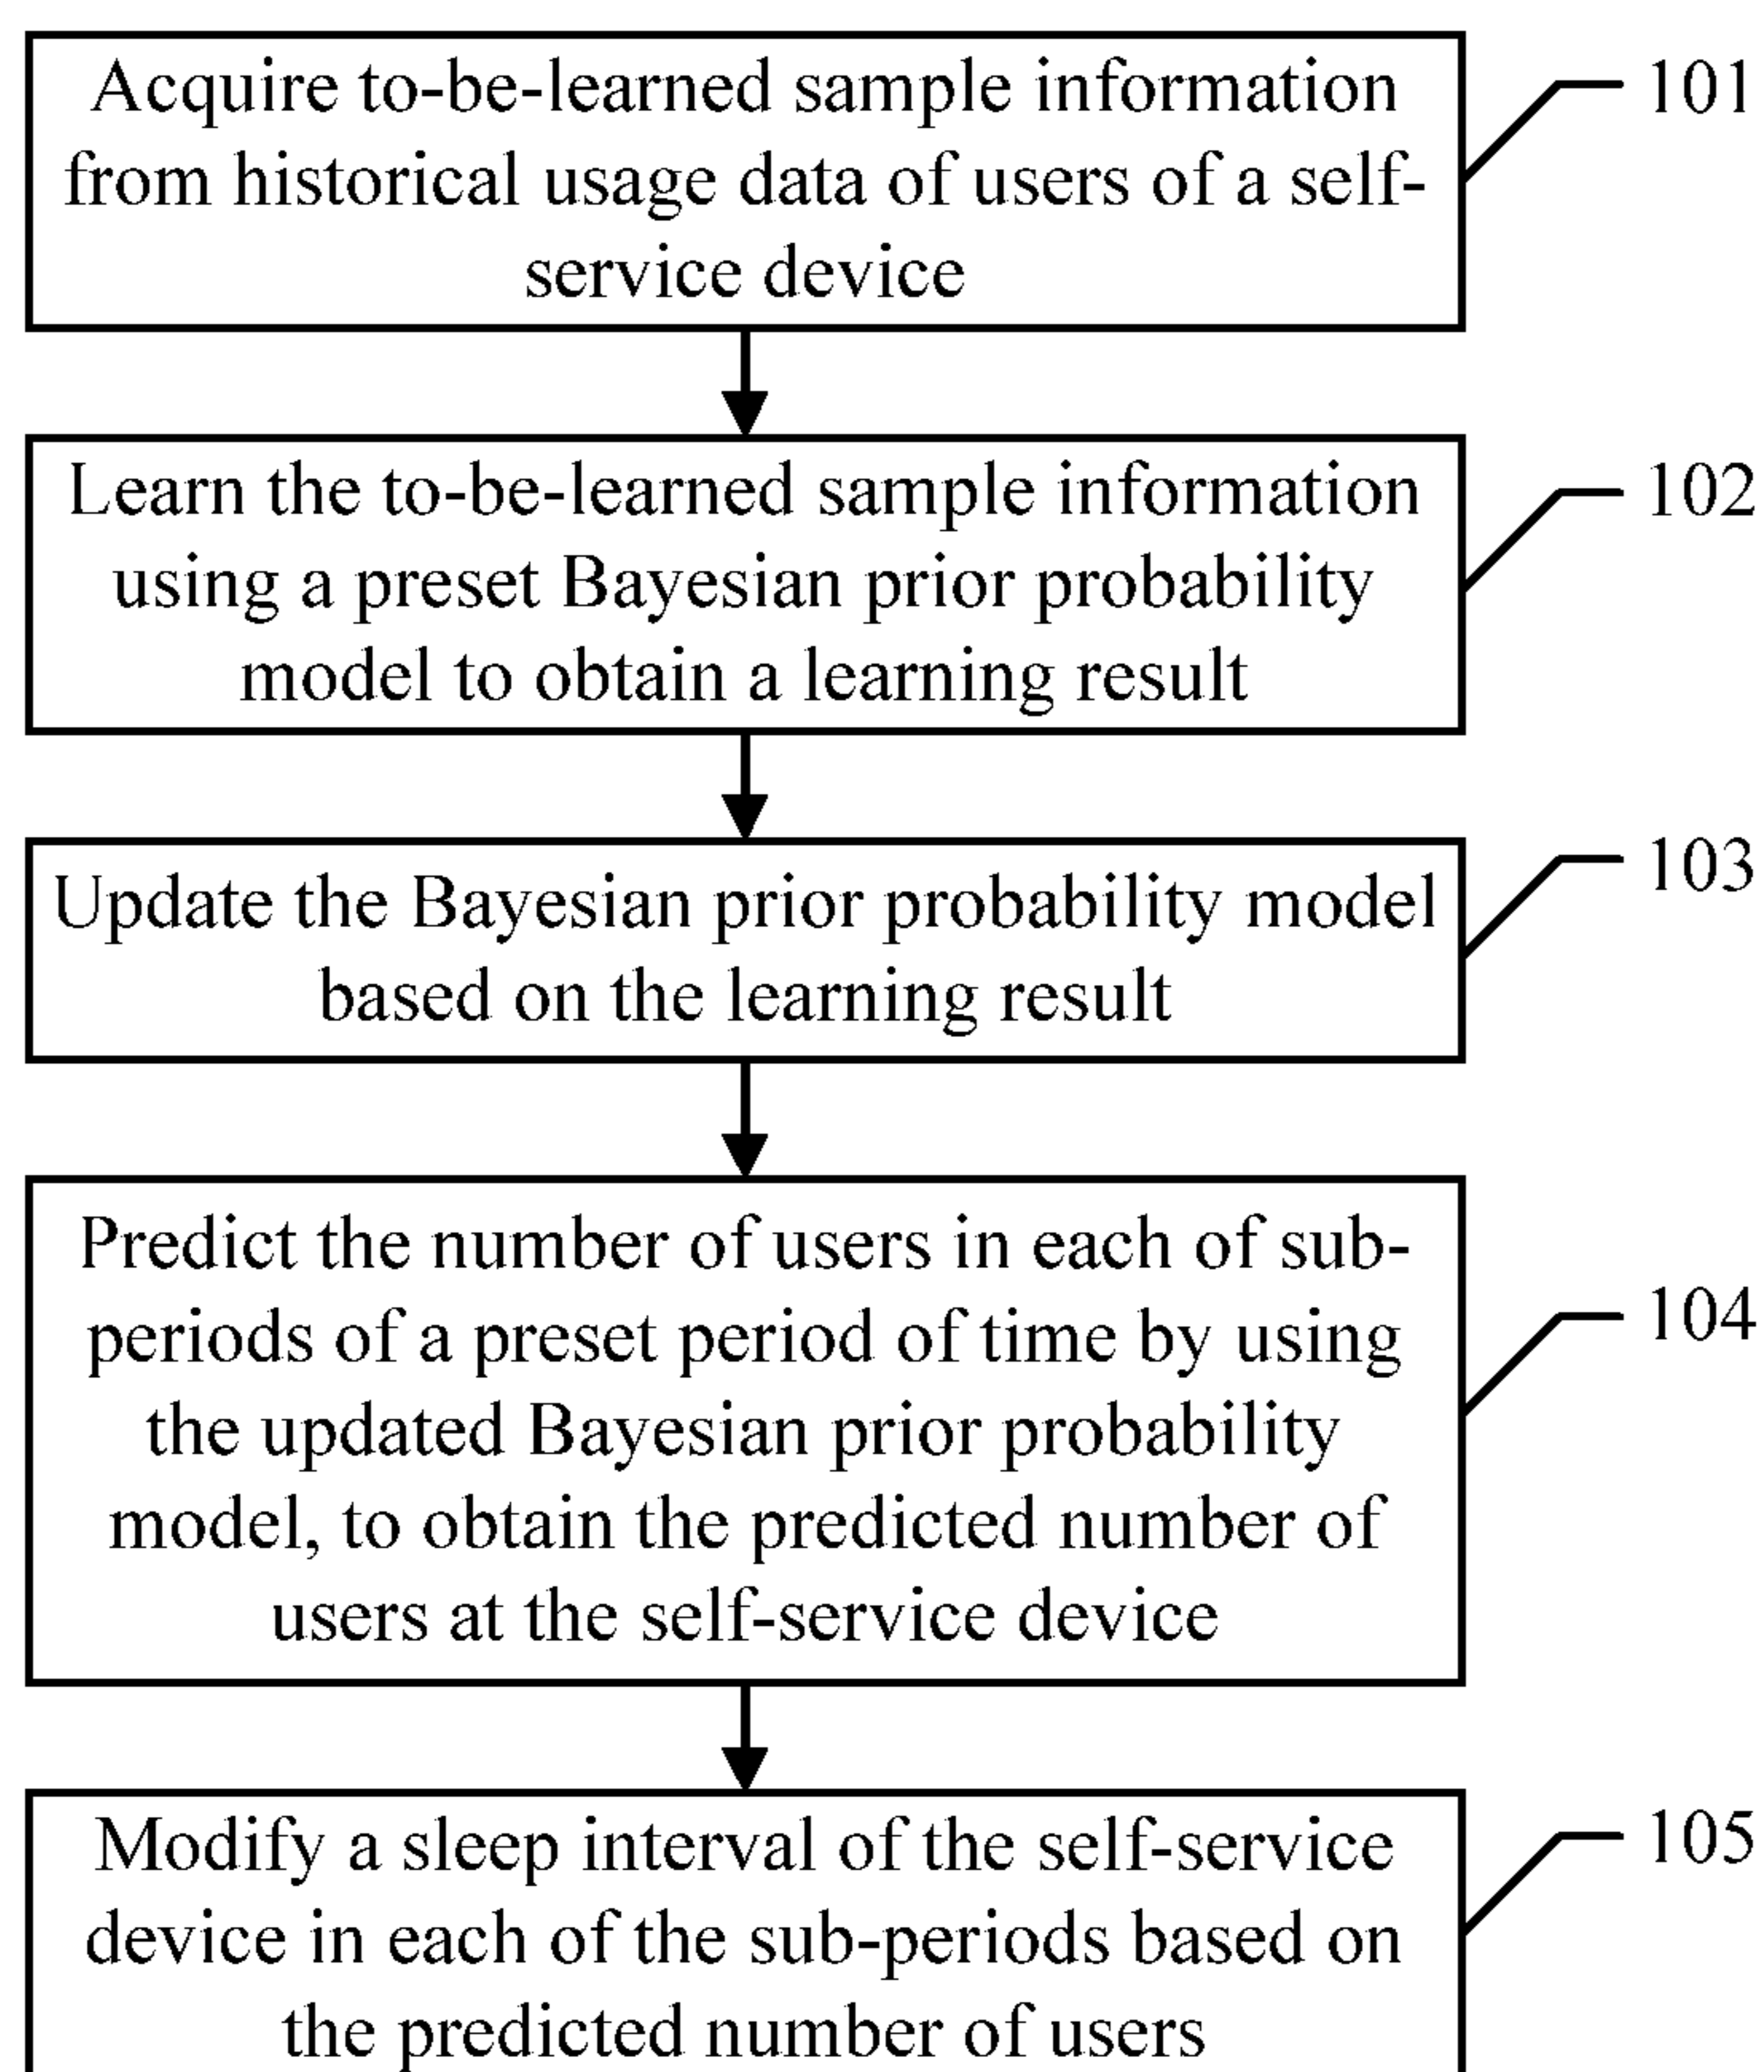 Acquire to-be-learned sample information
from historical usage data of users of a self-
service device
101
Learn the to-be-learned sample information
using a preset Bayesian prior probability
model to obtain a learning result
102
Update the Bayesian prior probability model
based on the learning result
103
Predict the number of users in each of sub-
periods of a preset period of time by using
the updated Bayesian prior probability
model, to obtain the predicted number of
users at the self-service device
104
Modify a sleep interval of the self-service
device in each of the sub-periods based on
the predicted number of users
105